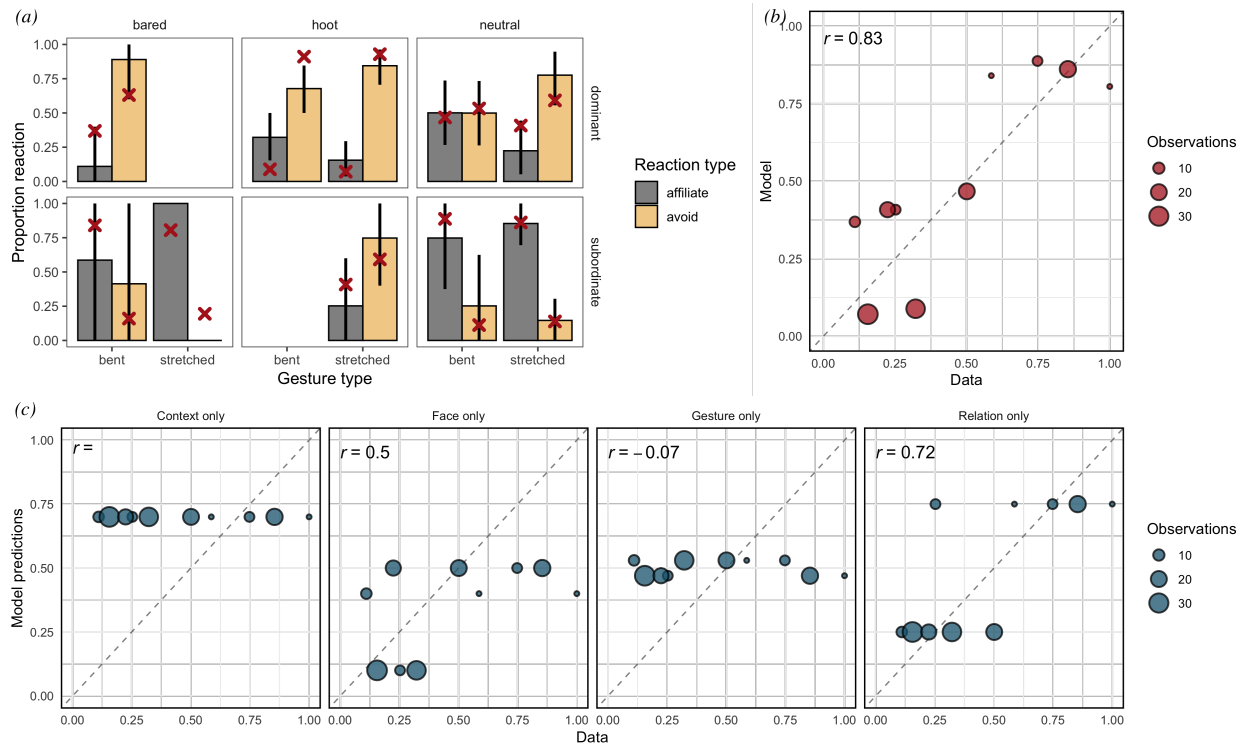 (a)
bared hoot neutral
1.00
0.75
0.50
0.25
0.00
dominant
1.00
0.75
0.50
0.25
0.00
subordinate
Proportion reaction
bent stretched bent stretched bent stretched
Gesture type
Reaction type
affiliate
avoid
(b)
r = 0.83
1.00
0.75
0.50
0.25
0.00
Model
0.00 0.25 0.50 0.75 1.00
Data
Observations
10
20
30
(c)
Context only Face only Gesture only Relation only
r =
r = 0.5
r = −0.07
r = 0.72
1.00
0.75
0.50
0.25
0.00
Model predictions
0.00 0.25 0.50 0.75 1.00 0.00 0.25 0.50 0.75 1.00 0.00 0.25 0.50 0.75 1.00 0.00 0.25 0.50 0.75 1.00
Data
Observations
10
20
30